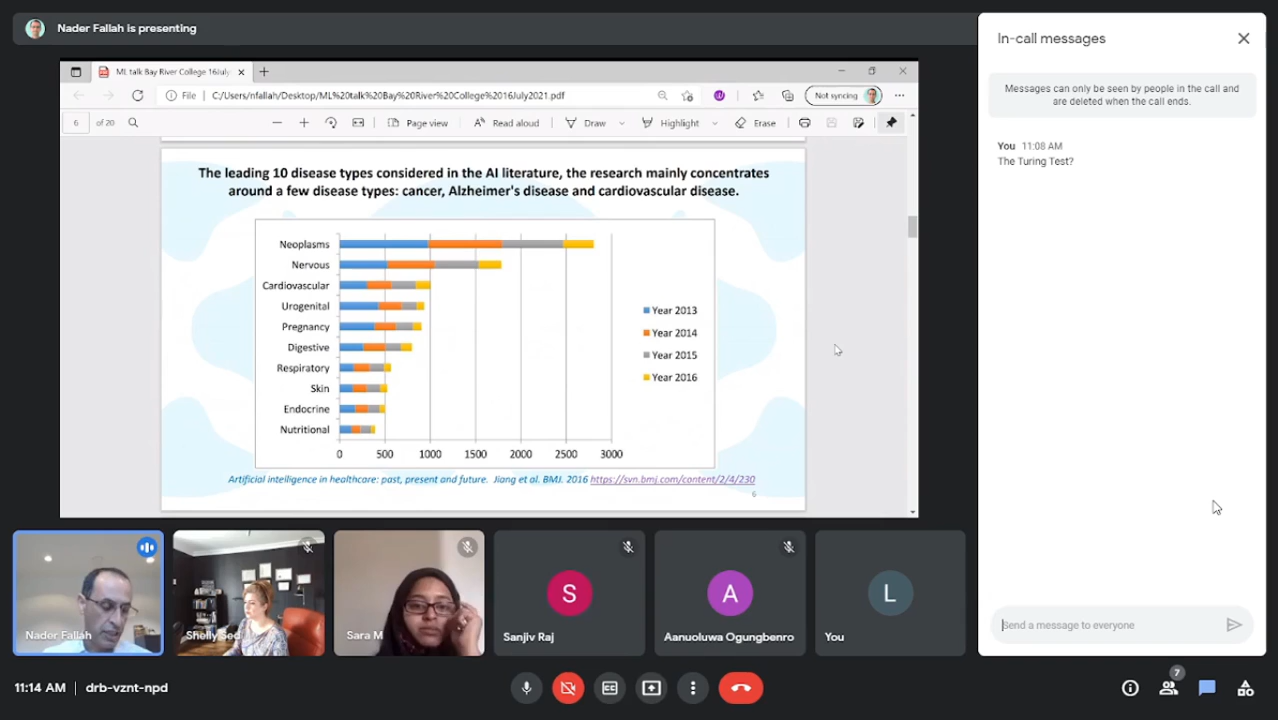 Nader Fallah is presenting
ML talk Bay River College 16July
File
C:/Users/nfallah/Desktop/ML%20talk%20Bay%20River%20College%2016July2021.pdf
Not syncing
6 of 20
Page view
Read aloud
Draw
Highlight
Erase
The leading 10 disease types considered in the AI literature, the research mainly concentrates
around a few disease types: cancer, Alzheimer's disease and cardiovascular disease.
Neoplasms
Nervous
Cardiovascular
Urogenital
Pregnancy
Digestive
Respiratory
Skin
Endocrine
Nutritional
0 500 1000 1500 2000 2500 3000
Year 2013
Year 2014
Year 2015
Year 2016
Artificial intelligence in healthcare: past, present and future. Jiang et al. BMJ. 2016 https://svn.bmj.com/content/2/4/230
6
Nader Fallah
Shelly Sed
Sara M
S
Sanjiv Raj
A
Aanuoluwa Ogungbenro
L
You
11:14 AM | drb-vznt-npd
7
In-call messages
Messages can only be seen by people in the call and
are deleted when the call ends.
You 11:08 AM
The Turing Test?
Send a message to everyone